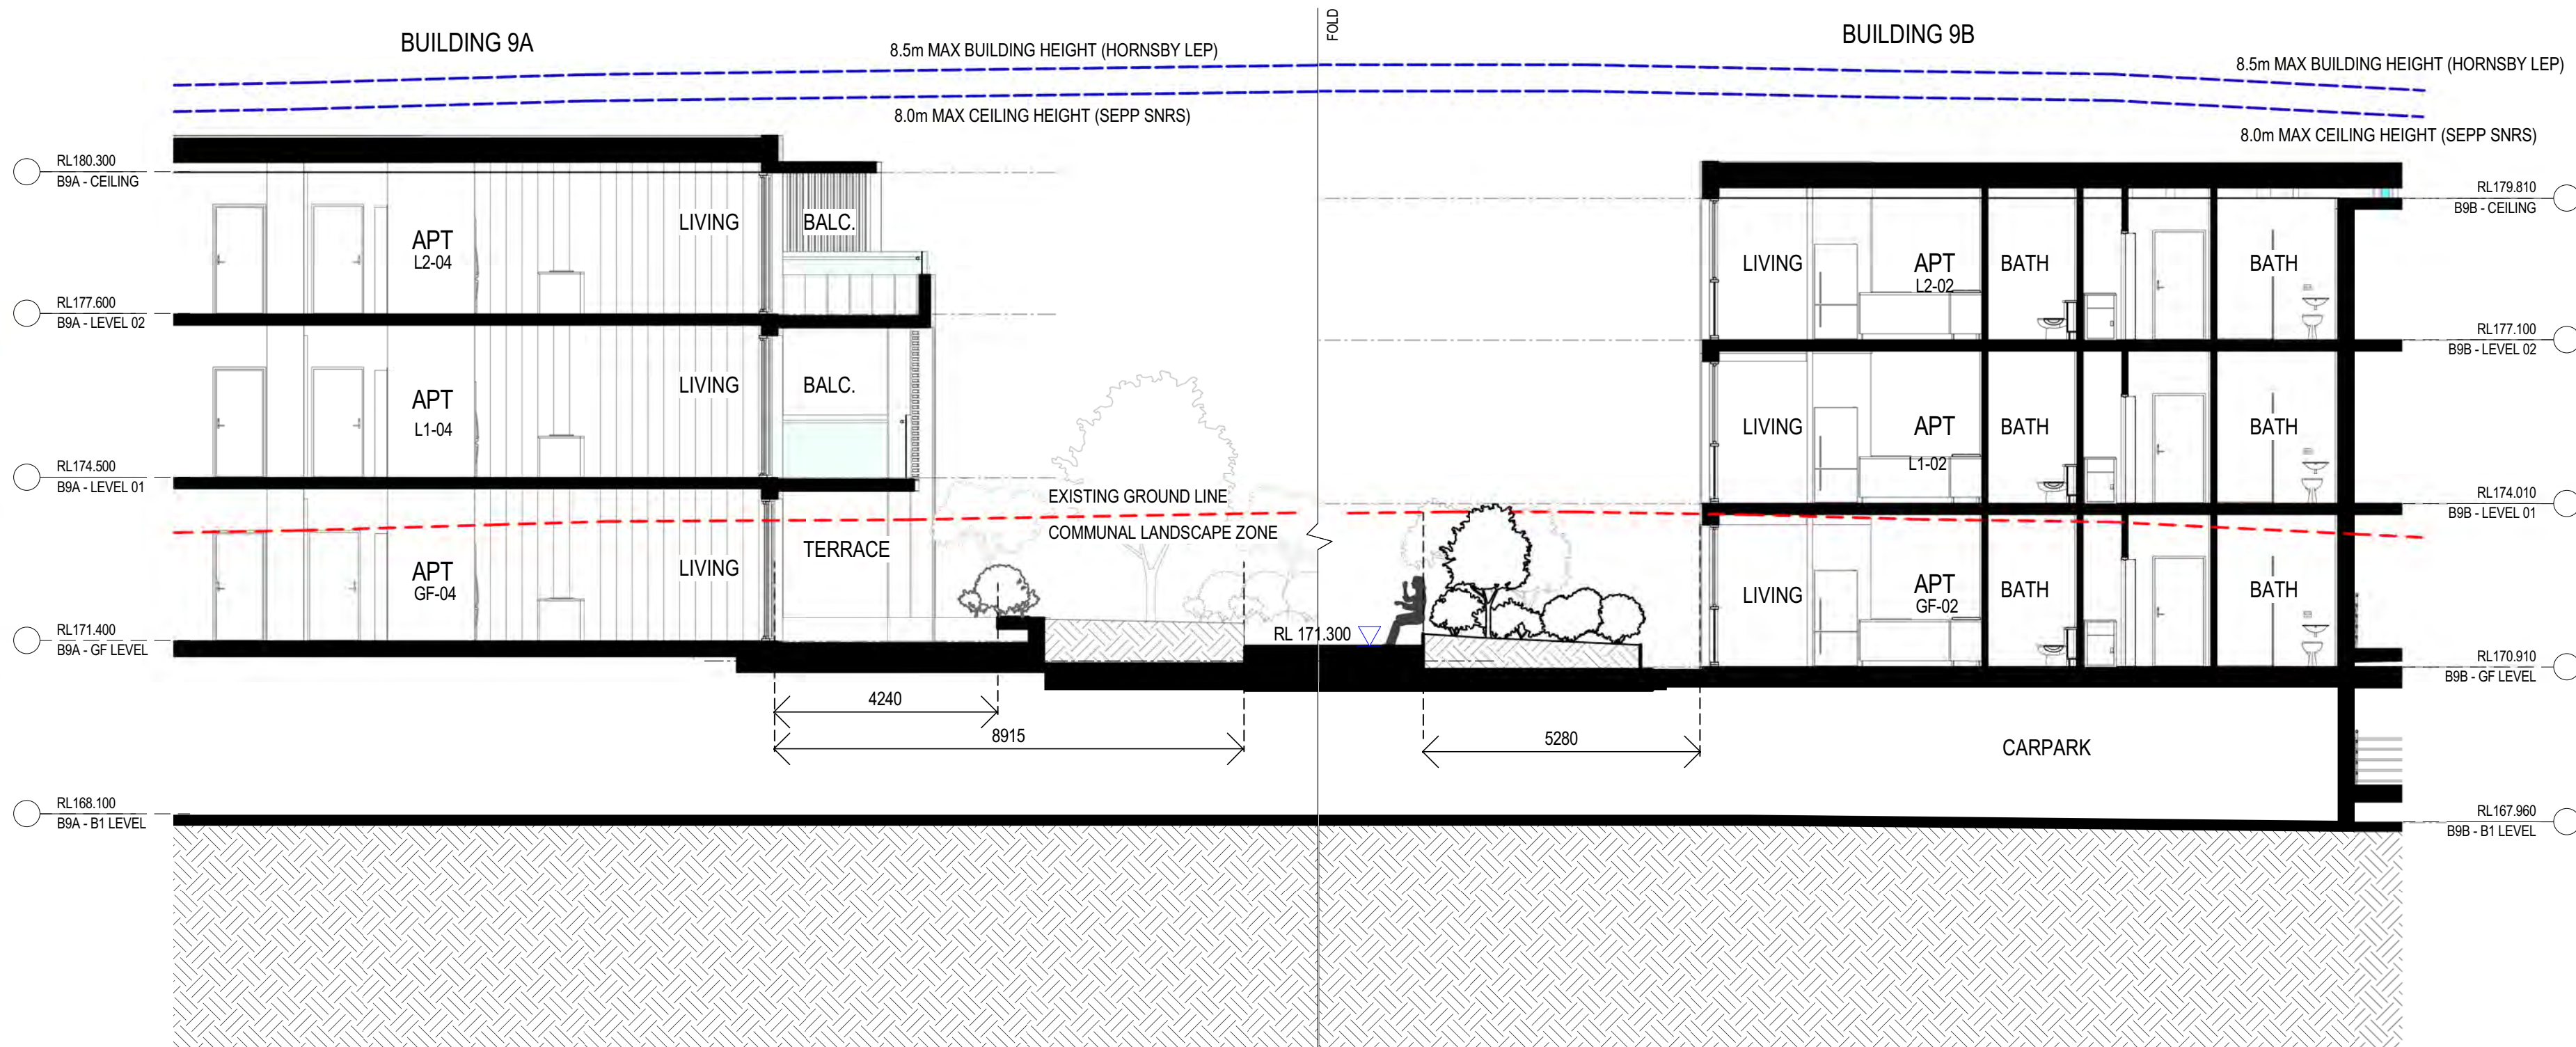 BUILDING 9A
FOLD
BUILDING 9B
8.5m MAX BUILDING HEIGHT (HORNSBY LEP)
8.5m MAX BUILDING HEIGHT (HORNSBY LEP)
8.0m MAX CEILING HEIGHT (SEPP SNRS)
8.0m MAX CEILING HEIGHT (SEPP SNRS)
RL180.300
B9A - CEILING
RL179.810
B9B - CEILING
APT
L2-04
LIVING
BALC.
LIVING
APT
L2-02
BATH
BATH
RL177.600
B9A - LEVEL 02
RL177.100
B9B - LEVEL 02
APT
L1-04
LIVING
BALC.
LIVING
APT
L1-02
BATH
BATH
RL174.500
B9A - LEVEL 01
EXISTING GROUND LINE
RL174.010
B9B - LEVEL 01
COMMUNAL LANDSCAPE ZONE
APT
GF-04
LIVING
TERRACE
LIVING
APT
GF-02
BATH
BATH
RL171.400
B9A - GF LEVEL
RL 171.300
RL170.910
B9B - GF LEVEL
4240
8915
5280
CARPARK
RL168.100
B9A - B1 LEVEL
RL167.960
B9B - B1 LEVEL